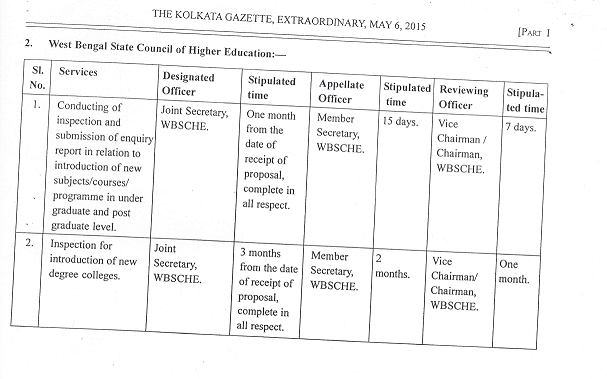 THE KOLKATA GAZETTE, EXTRAORDINARY, MAY 6, 2015
[PART I
2. West Bengal State Council of Higher Education:—
Sl.
No.
Services
Designated
Officer
Stipulated
time
Appellate
Officer
Stipulated
time
Reviewing
Officer
Stipula-
ted time
1.
Conducting of
inspection and
submission of enquiry
report in relation to
introduction of new
subjects/courses/
programme in under
graduate and post
graduate level.
Joint Secretary,
WBSCHE.
One month
from the
date of
receipt of
proposal,
complete in
all respect.
Member
Secretary,
WBSCHE.
15 days.
Vice
Chairman /
Chairman,
WBSCHE.
7 days.
2.
Inspection for
introduction of new
degree colleges.
Joint
Secretary,
WBSCHE.
3 months
from the date
of receipt of
proposal,
complete in
all respect.
Member
Secretary,
WBSCHE.
2
months.
Vice
Chairman/
Chairman,
WBSCHE.
One
month.